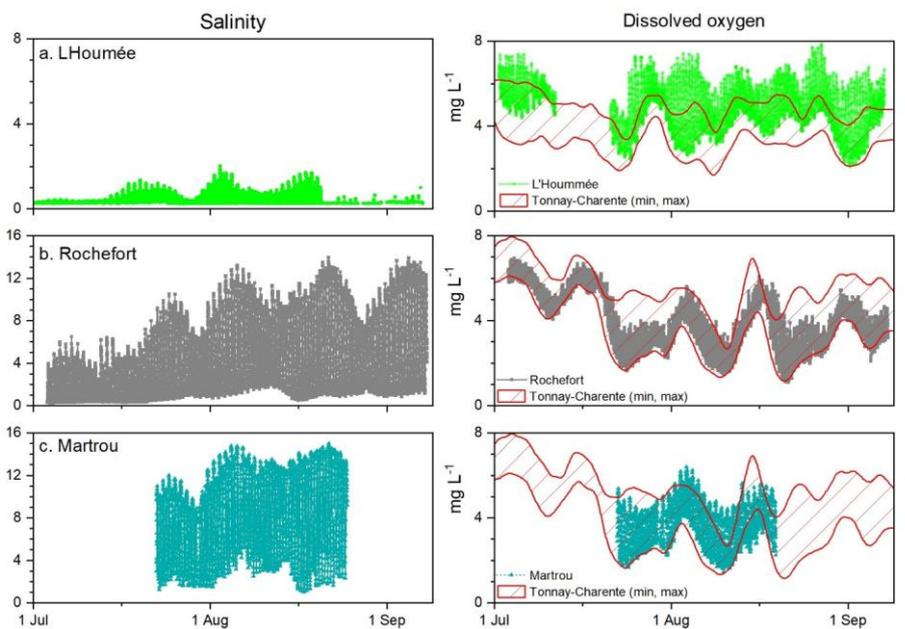 Salinity
Dissolved oxygen
a. LHoumée
8
4
0
mg L-1
8
4
0
L'Hoummée
Tonnay-Charente (min, max)
b. Rochefort
16
12
8
4
0
mg L-1
8
4
0
Rochefort
Tonnay-Charente (min, max)
c. Martrou
16
12
8
4
0
mg L-1
8
4
0
Martrou
Tonnay-Charente (min, max)
1 Jul 1 Aug 1 Sep
1 Jul 1 Aug 1 Sep